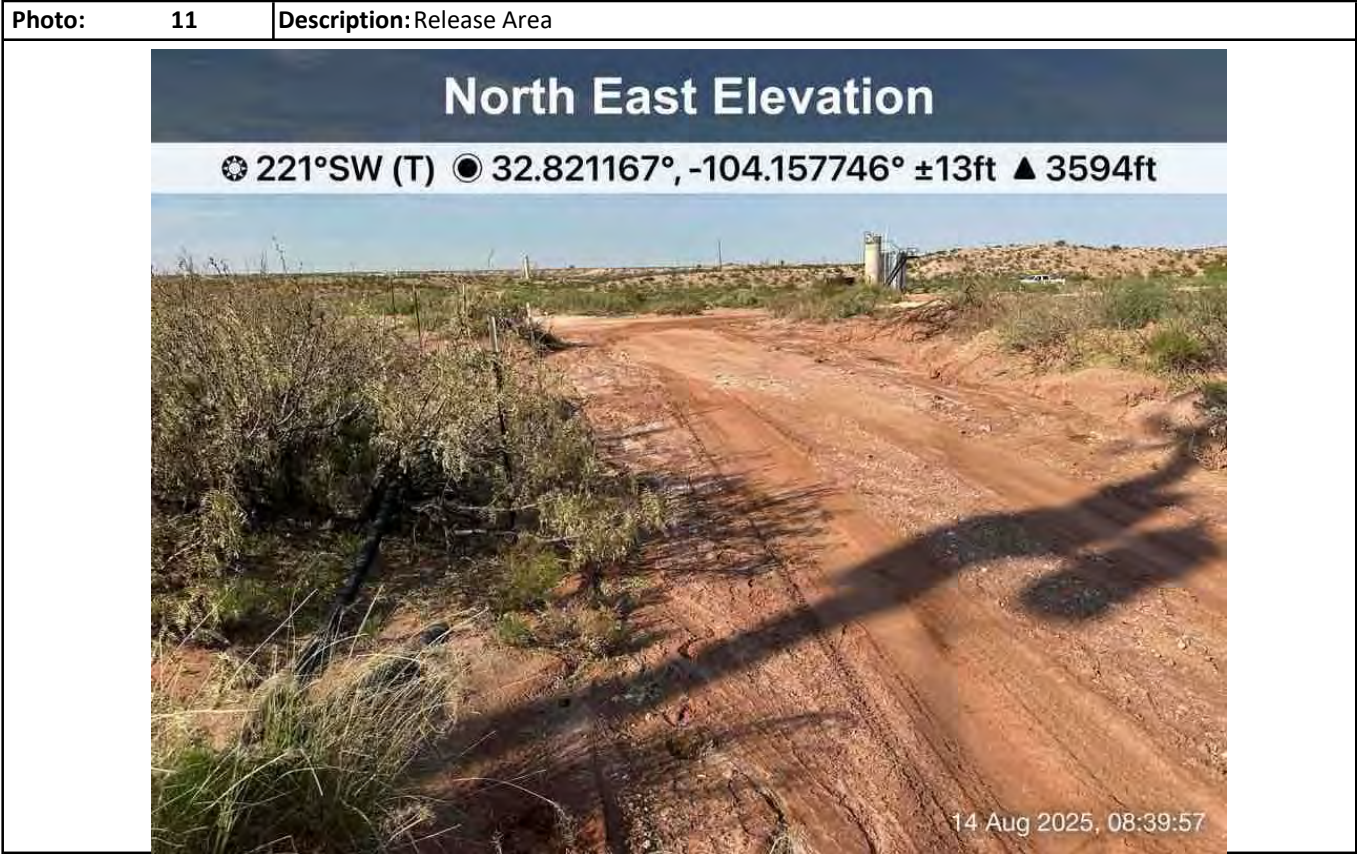 Photo: 11 Description: Release Area
North East Elevation
221°SW (T) 32.821167°, -104.157746° ±13ft ▲ 3594ft
14 Aug 2025, 08:39:57